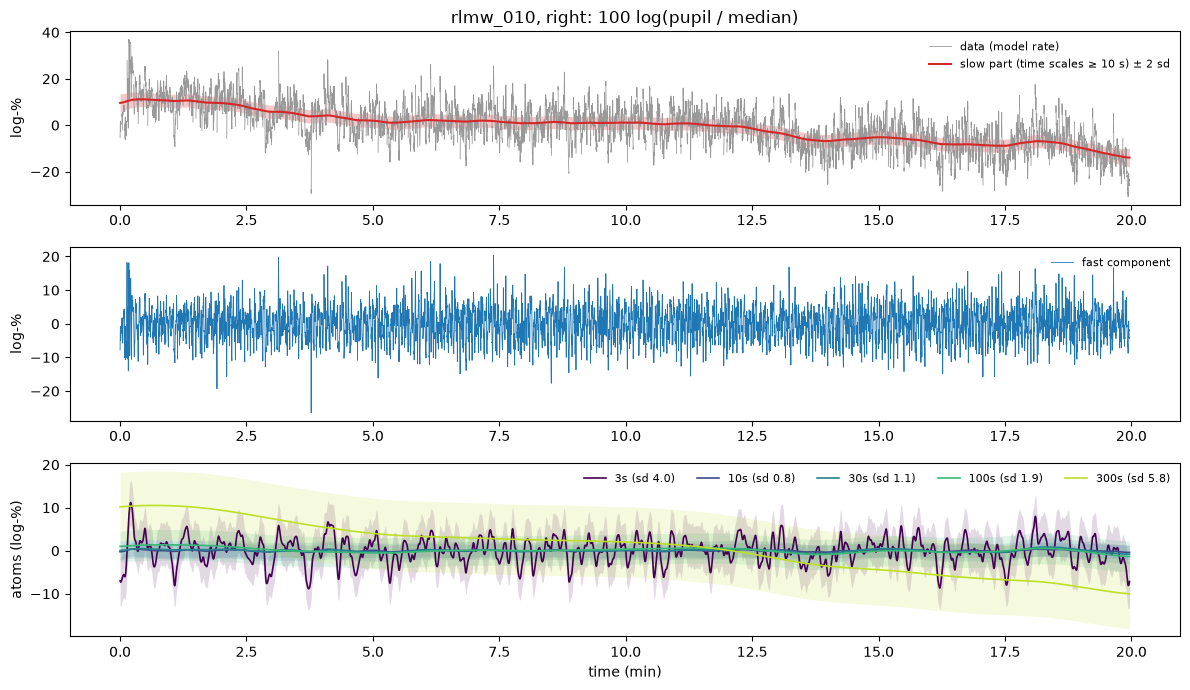 rlmw_010, right: 100 log(pupil / median)
40
20
0
−20
log-%
data (model rate)
slow part (time scales ≥ 10 s) ± 2 sd
0.0 2.5 5.0 7.5 10.0 12.5 15.0 17.5 20.0
20
10
0
−10
−20
log-%
fast component
0.0 2.5 5.0 7.5 10.0 12.5 15.0 17.5 20.0
20
10
0
−10
atoms (log-%)
3s (sd 4.0) 10s (sd 0.8) 30s (sd 1.1) 100s (sd 1.9) 300s (sd 5.8)
0.0 2.5 5.0 7.5 10.0 12.5 15.0 17.5 20.0
time (min)